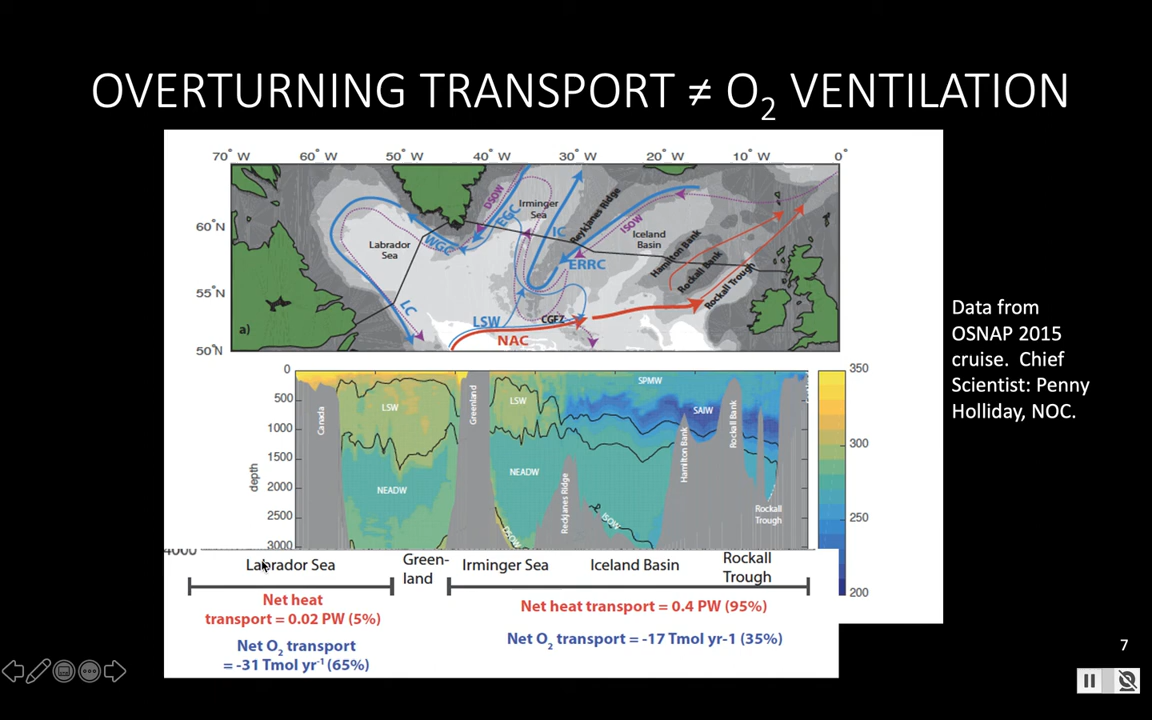 OVERTURNING TRANSPORT ≠ O₂ VENTILATION
70° W 60° W 50° W 40° W 30° W 20° W 10° W 0°
60°N
55°N
50°N
Labrador
Sea
DSOW
EGC
WGC
Irminger
Sea
IC
Reykjanes Ridge
ISOW
Iceland
Basin
ERRC
Hamilton Bank
Rockall Bank
Rockall Trough
LC
LSW
NAC
CGFZ
a)
Data from
OSNAP 2015
cruise. Chief
Scientist: Penny
Holliday, NOC.
depth
0
500
1000
1500
2000
2500
3000
4000
Canada
LSW
NEADW
Greenland
LSW
NEADW
DSOW
Reckjanes Ridge
ISOW
SPMW
SAIW
Hamilton Bank
Rockall Bank
Rockall
Trough
350
300
250
200
Labrador Sea
Green-
land
Irminger Sea
Iceland Basin
Rockall
Trough
Net heat
transport = 0.02 PW (5%)
Net O₂ transport
= -31 Tmol yr⁻¹ (65%)
Net heat transport = 0.4 PW (95%)
Net O₂ transport = -17 Tmol yr-1 (35%)
7